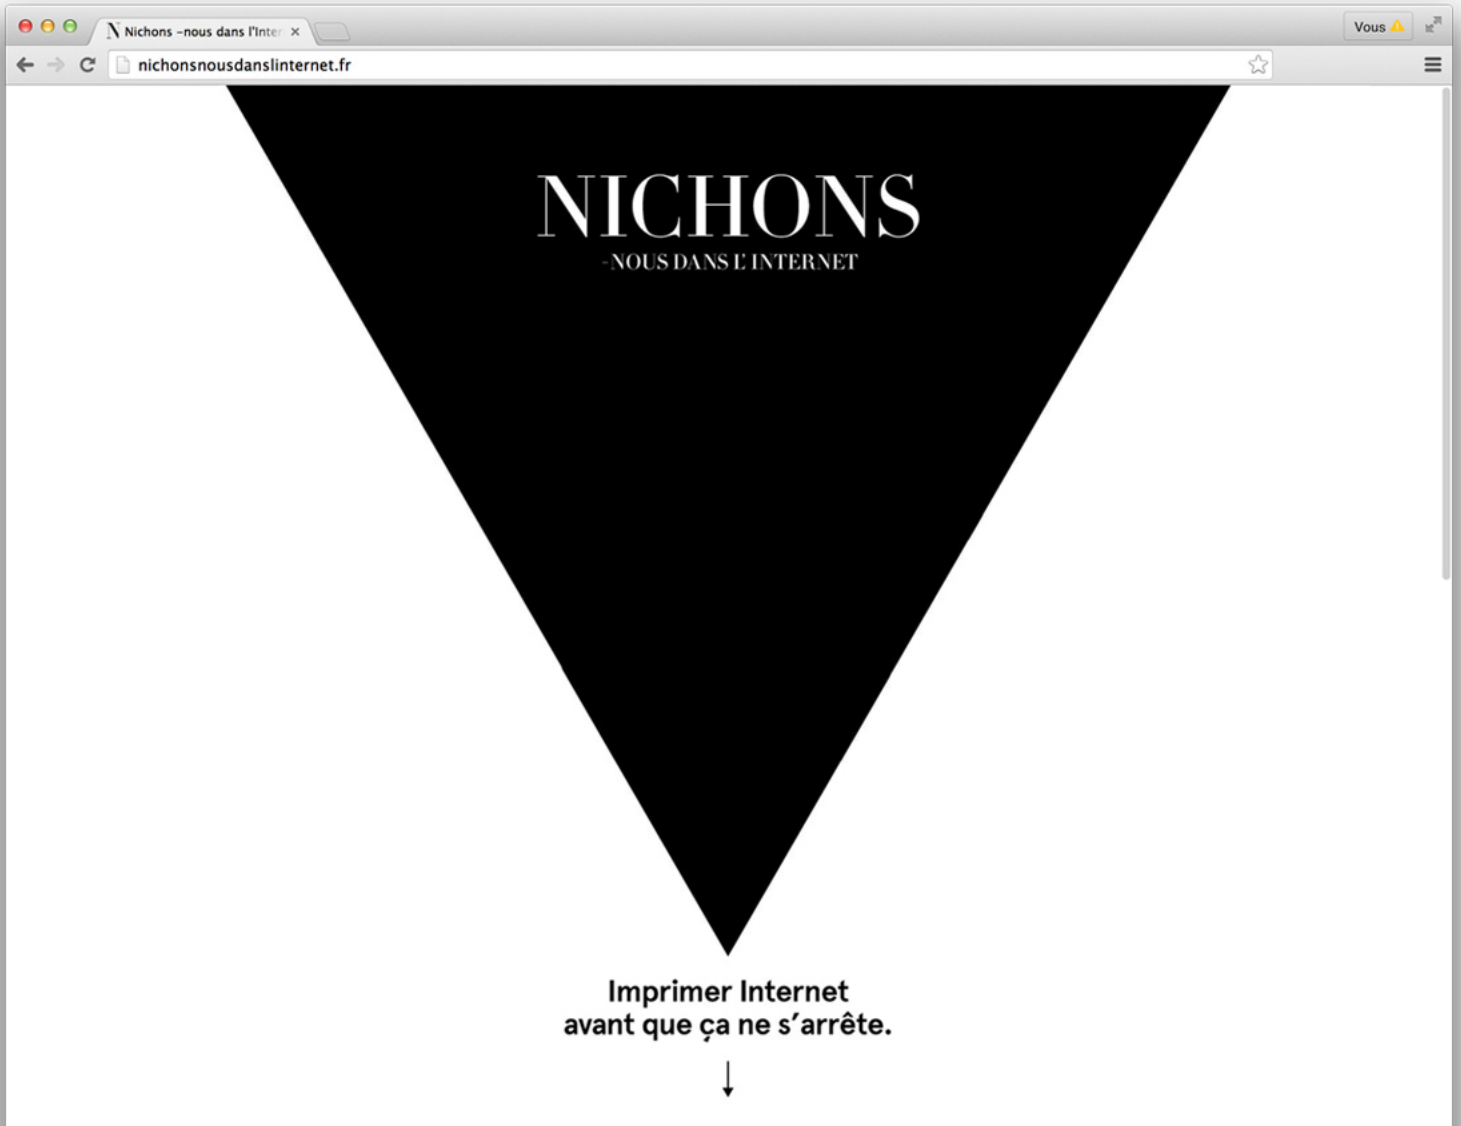 Nichons -nous dans l'Inter
Vous
nichonsnousdanslinternet.fr
NICHONS
-NOUS DANS L'INTERNET
Imprimer Internet
avant que ça ne s'arrête.